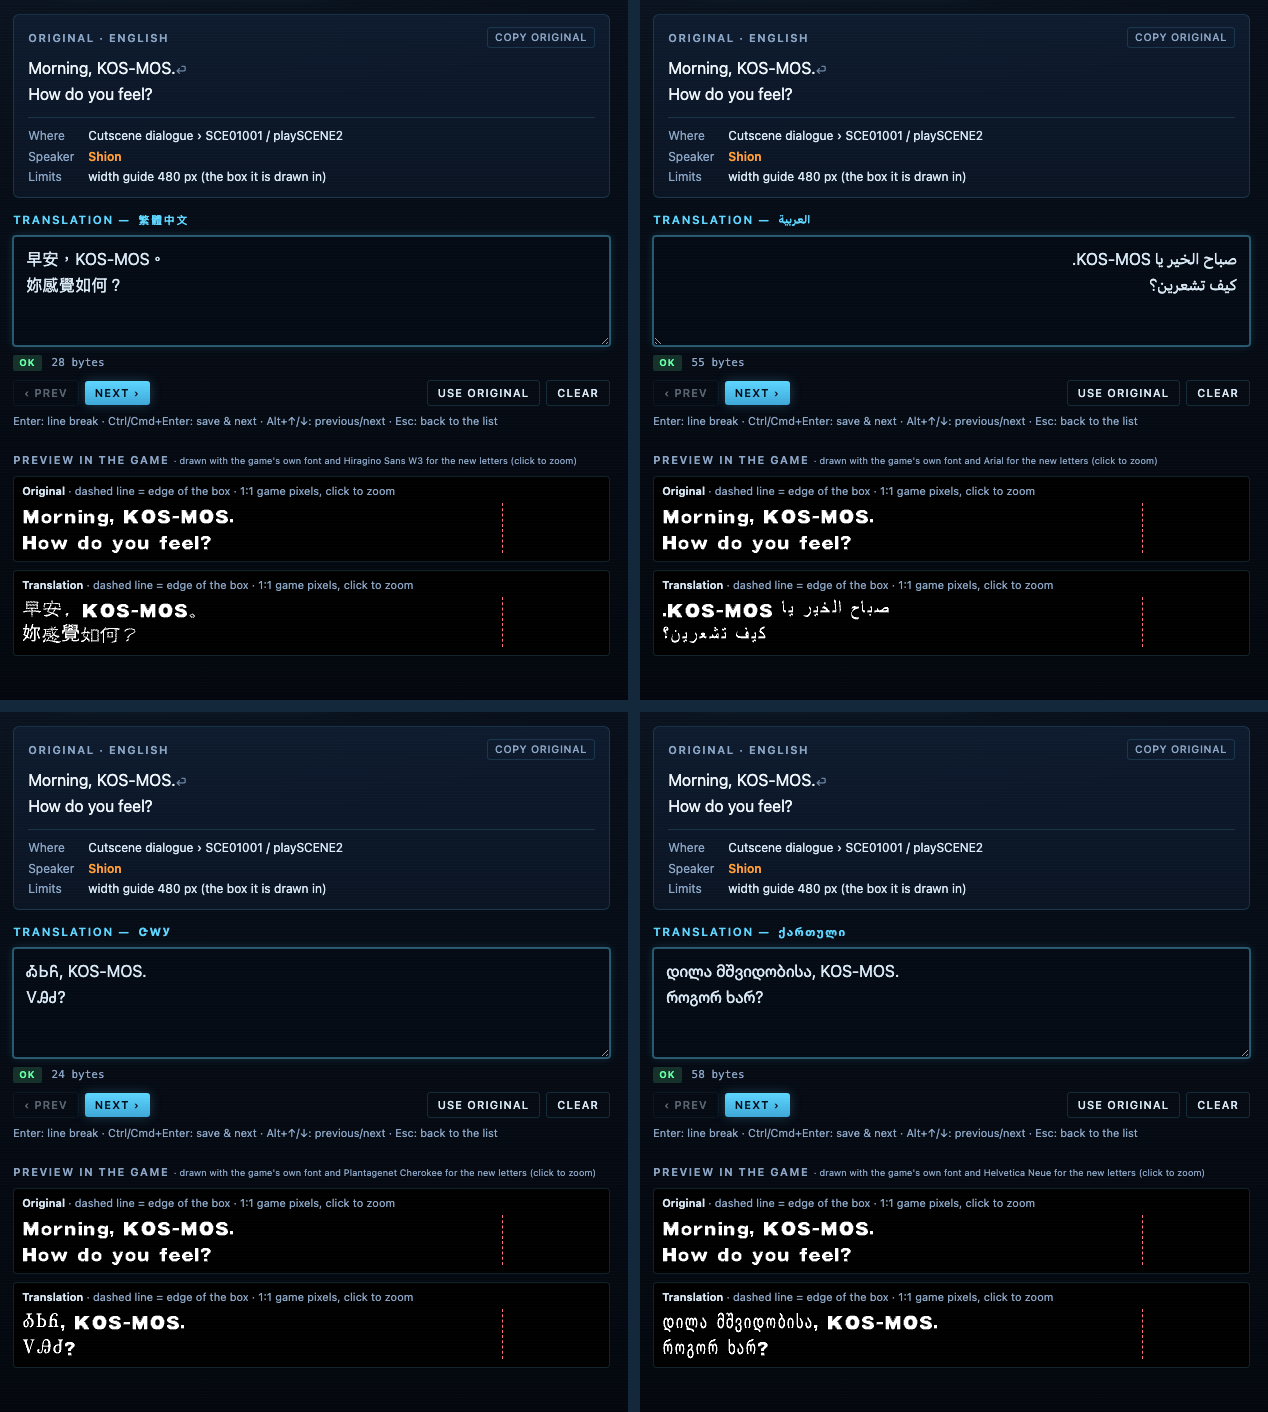 ORIGINAL · ENGLISH
COPY ORIGINAL
Morning, KOS-MOS.↵
How do you feel?
Where Cutscene dialogue › SCE01001 / playSCENE2
Speaker Shion
Limits width guide 480 px (the box it is drawn in)
TRANSLATION — 繁體中文
早安，KOS-MOS。
妳感覺如何？
OK 28 bytes
‹ PREV NEXT › USE ORIGINAL CLEAR
Enter: line break · Ctrl/Cmd+Enter: save & next · Alt+↑/↓: previous/next · Esc: back to the list
PREVIEW IN THE GAME · drawn with the game's own font and Hiragino Sans W3 for the new letters (click to zoom)
Original · dashed line = edge of the box · 1:1 game pixels, click to zoom
Morning, KOS-MOS.
How do you feel?
Translation · dashed line = edge of the box · 1:1 game pixels, click to zoom
早安，KOS-MOS。
妳感覺如何？
ORIGINAL · ENGLISH
COPY ORIGINAL
Morning, KOS-MOS.↵
How do you feel?
Where Cutscene dialogue › SCE01001 / playSCENE2
Speaker Shion
Limits width guide 480 px (the box it is drawn in)
TRANSLATION — العربية
صباح الخير يا KOS-MOS.
كيف تشعرين؟
OK 55 bytes
‹ PREV NEXT › USE ORIGINAL CLEAR
Enter: line break · Ctrl/Cmd+Enter: save & next · Alt+↑/↓: previous/next · Esc: back to the list
PREVIEW IN THE GAME · drawn with the game's own font and Arial for the new letters (click to zoom)
Original · dashed line = edge of the box · 1:1 game pixels, click to zoom
Morning, KOS-MOS.
How do you feel?
Translation · dashed line = edge of the box · 1:1 game pixels, click to zoom
صباح الخير يا KOS-MOS.
كيف تشعرين؟
ORIGINAL · ENGLISH
COPY ORIGINAL
Morning, KOS-MOS.↵
How do you feel?
Where Cutscene dialogue › SCE01001 / playSCENE2
Speaker Shion
Limits width guide 480 px (the box it is drawn in)
TRANSLATION — ᏣᎳᎩ
ᎣᏏᏲ, KOS-MOS.
ᏙᎯᏧ?
OK 24 bytes
‹ PREV NEXT › USE ORIGINAL CLEAR
Enter: line break · Ctrl/Cmd+Enter: save & next · Alt+↑/↓: previous/next · Esc: back to the list
PREVIEW IN THE GAME · drawn with the game's own font and Plantagenet Cherokee for the new letters (click to zoom)
Original · dashed line = edge of the box · 1:1 game pixels, click to zoom
Morning, KOS-MOS.
How do you feel?
Translation · dashed line = edge of the box · 1:1 game pixels, click to zoom
ᎣᏏᏲ, KOS-MOS.
ᏙᎯᏧ?
ORIGINAL · ENGLISH
COPY ORIGINAL
Morning, KOS-MOS.↵
How do you feel?
Where Cutscene dialogue › SCE01001 / playSCENE2
Speaker Shion
Limits width guide 480 px (the box it is drawn in)
TRANSLATION — ქართული
დილა მშვიდობისა, KOS-MOS.
როგორ ხარ?
OK 58 bytes
‹ PREV NEXT › USE ORIGINAL CLEAR
Enter: line break · Ctrl/Cmd+Enter: save & next · Alt+↑/↓: previous/next · Esc: back to the list
PREVIEW IN THE GAME · drawn with the game's own font and Helvetica Neue for the new letters (click to zoom)
Original · dashed line = edge of the box · 1:1 game pixels, click to zoom
Morning, KOS-MOS.
How do you feel?
Translation · dashed line = edge of the box · 1:1 game pixels, click to zoom
დილა მშვიდობისა, KOS-MOS.
როგორ ხარ?